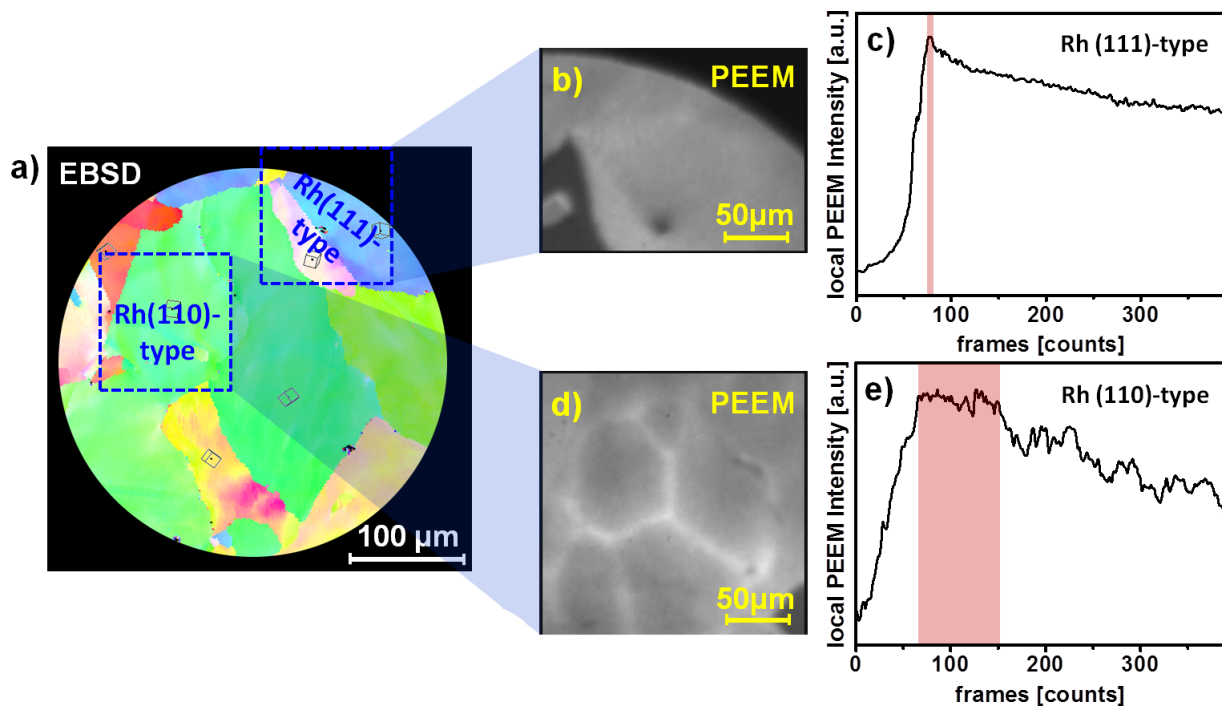 a)
EBSD
Rh(111)-
type
Rh(110)-
type
100 µm
b)
PEEM
50µm
c)
Rh (111)-type
local PEEM Intensity [a.u.]
0
100
200
300
frames [counts]
d)
PEEM
50µm
e)
Rh (110)-type
local PEEM Intensity [a.u.]
0
100
200
300
frames [counts]